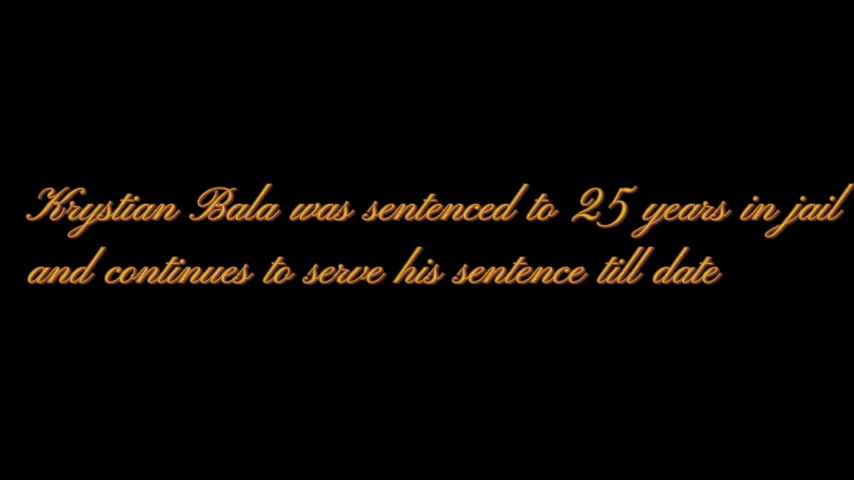 Krystian Bala was sentenced to 25 years in jail
and continues to serve his sentence till date